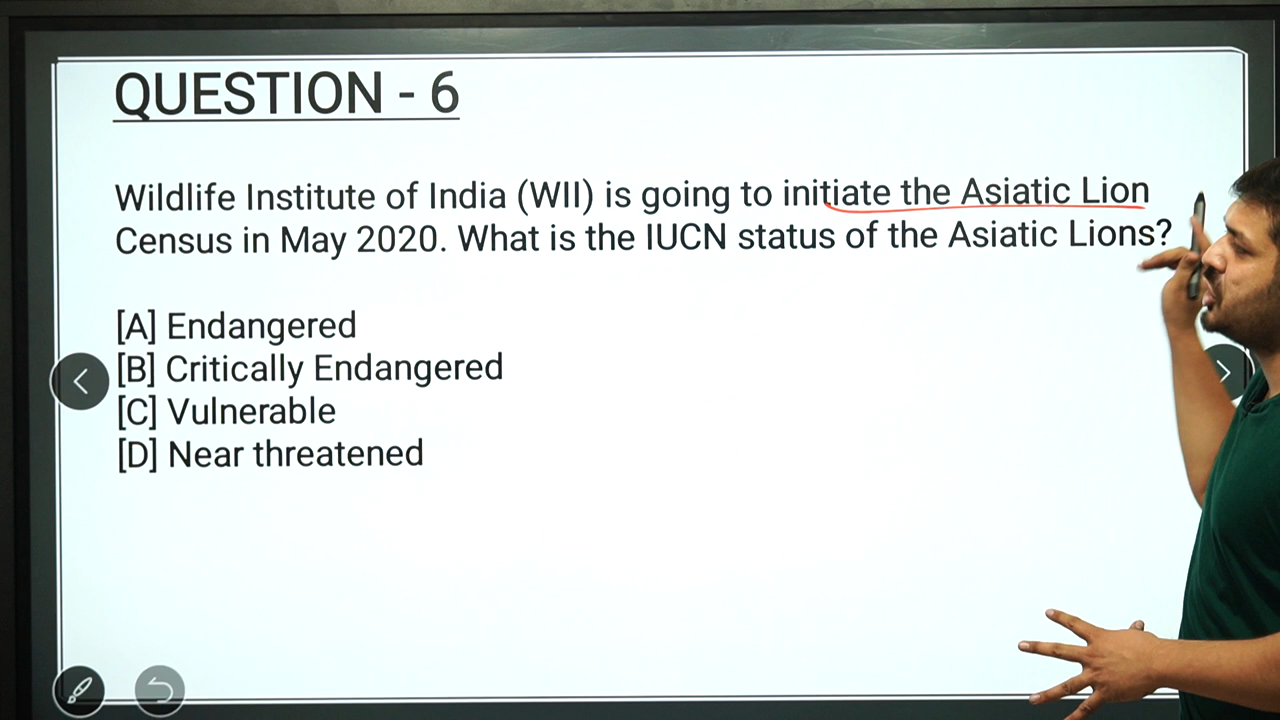 QUESTION - 6
Wildlife Institute of India (WII) is going to initiate the Asiatic Lion
Census in May 2020. What is the IUCN status of the Asiatic Lions?
[A] Endangered
[B] Critically Endangered
[C] Vulnerable
[D] Near threatened